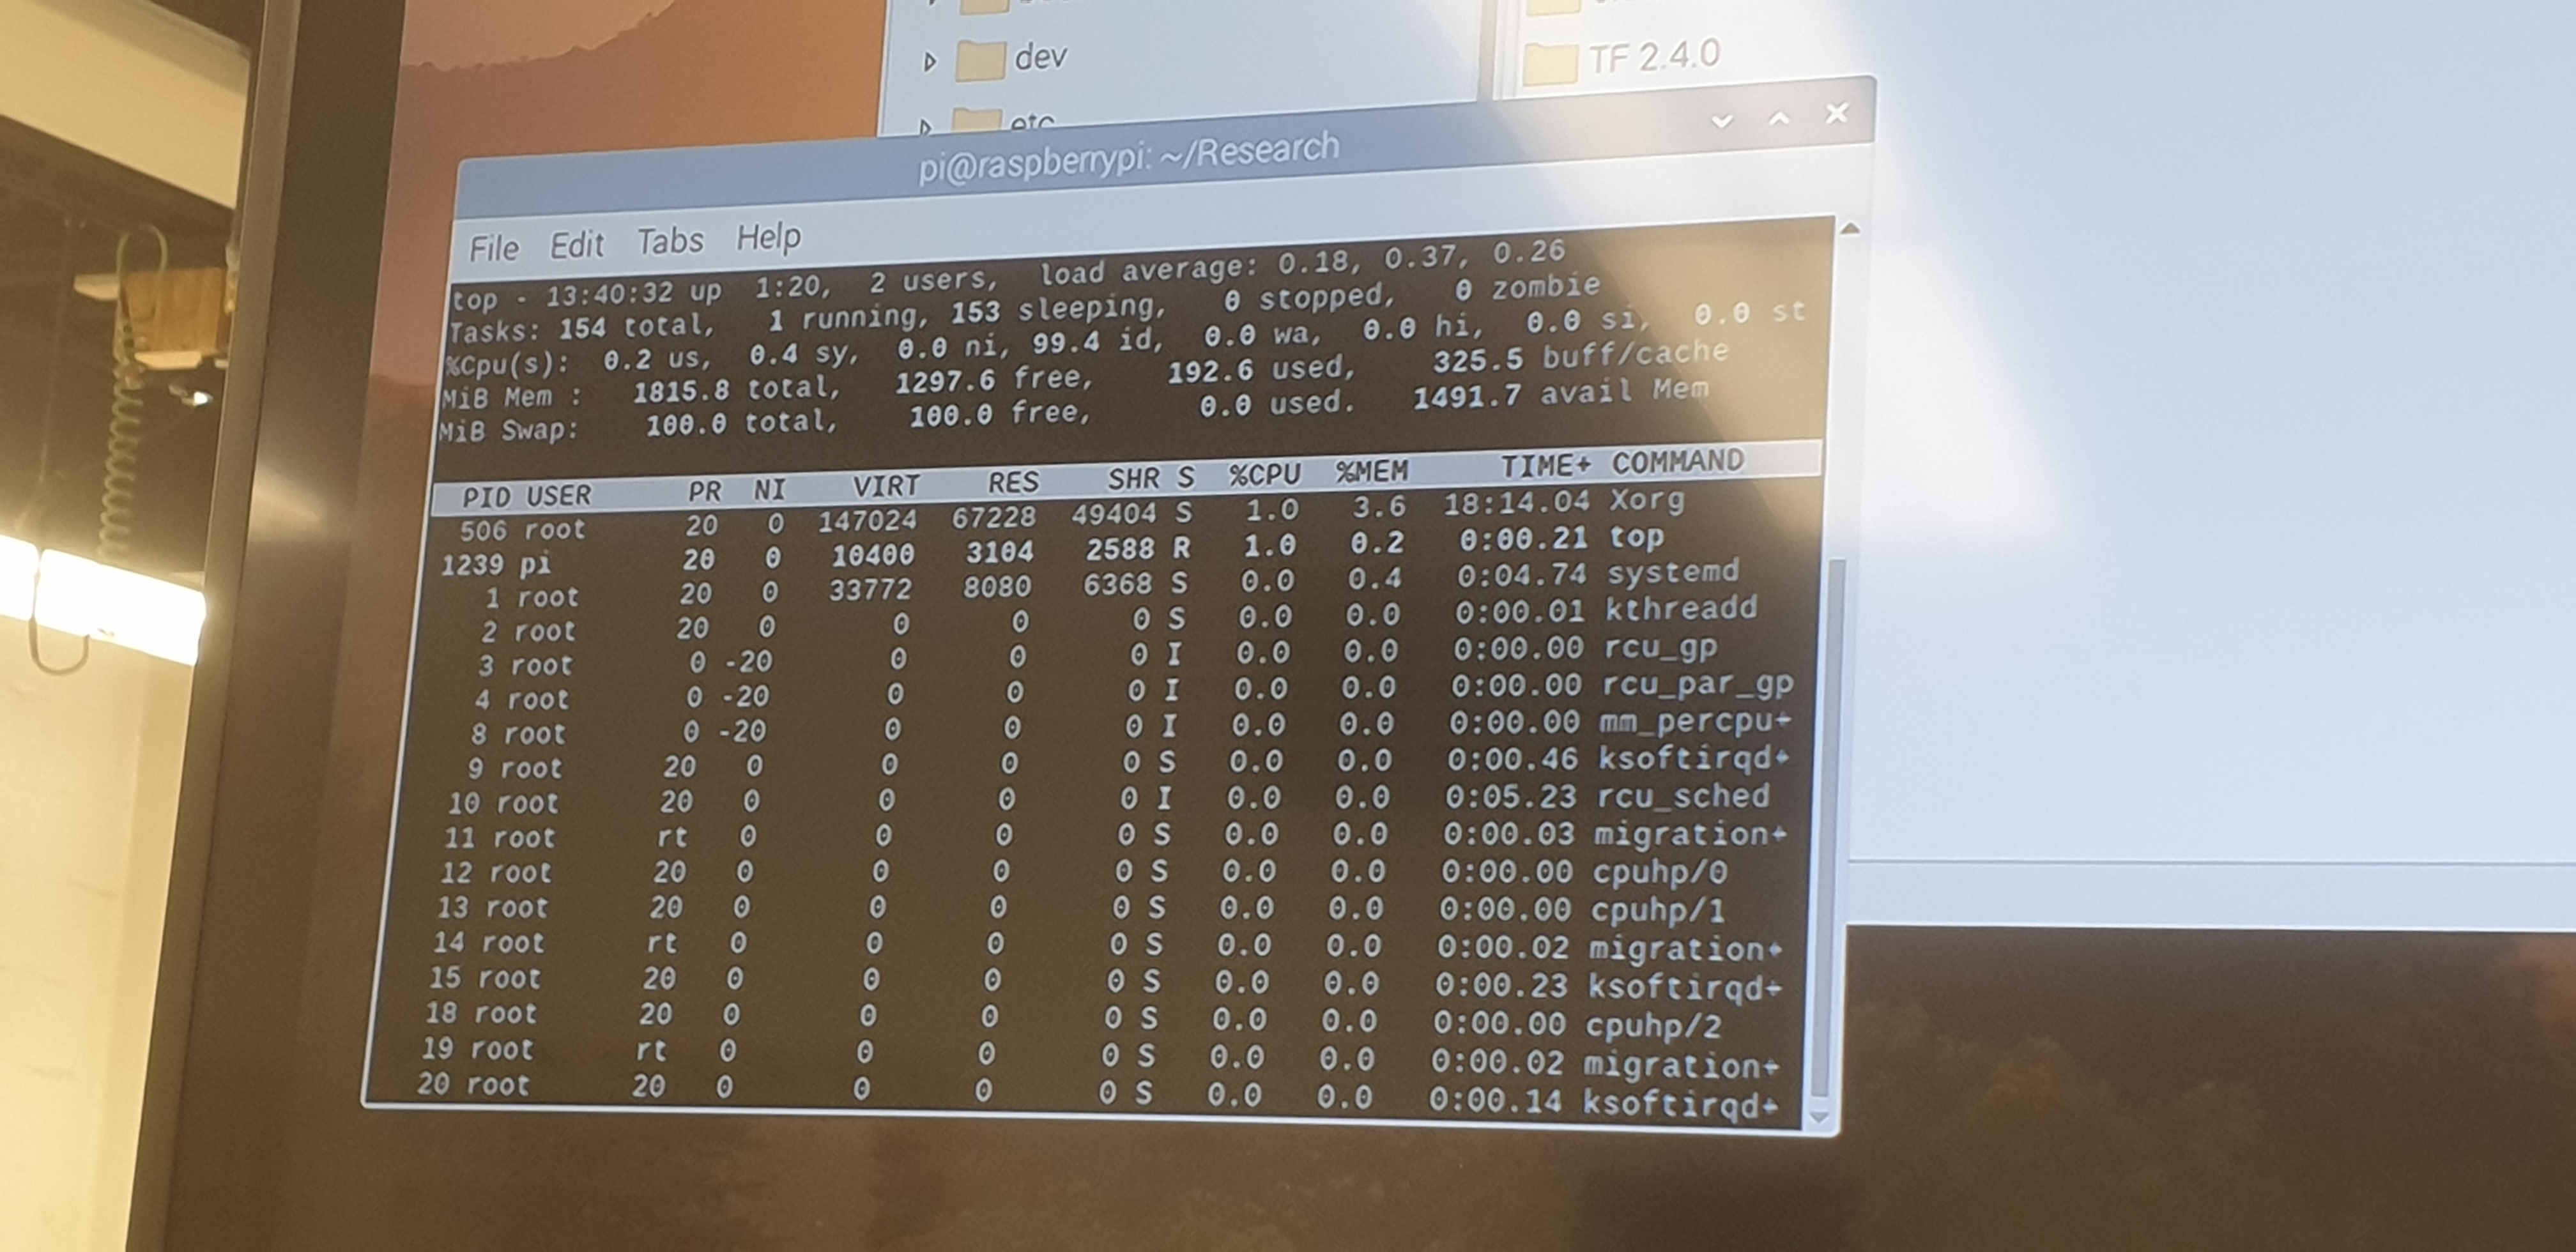 dev
TF 2.4.0
etc
pi@raspberrypi: ~/Research
File Edit Tabs Help
top - 13:40:32 up  1:20,  2 users,  load average: 0.18, 0.37, 0.26
Tasks: 154 total,   1 running, 153 sleeping,   0 stopped,   0 zombie
%Cpu(s):  0.2 us,  0.4 sy,  0.0 ni, 99.4 id,  0.0 wa,  0.0 hi,  0.0 si,  0.0 st
MiB Mem :   1815.8 total,   1297.6 free,    192.6 used,    325.5 buff/cache
MiB Swap:    100.0 total,    100.0 free,      0.0 used.   1491.7 avail Mem
PID USER      PR  NI    VIRT    RES    SHR S  %CPU  %MEM     TIME+ COMMAND
506 root      20   0  147024  67228  49404 S   1.0   3.6  18:14.04 Xorg
1239 pi        20   0   10400   3104   2588 R   1.0   0.2   0:00.21 top
1 root      20   0   33772   8080   6368 S   0.0   0.4   0:04.74 systemd
2 root      20   0       0      0      0 S   0.0   0.0   0:00.01 kthreadd
3 root       0 -20       0      0      0 I   0.0   0.0   0:00.00 rcu_gp
4 root       0 -20       0      0      0 I   0.0   0.0   0:00.00 rcu_par_gp
8 root       0 -20       0      0      0 I   0.0   0.0   0:00.00 mm_percpu+
9 root      20   0       0      0      0 S   0.0   0.0   0:00.46 ksoftirqd+
10 root      20   0       0      0      0 I   0.0   0.0   0:05.23 rcu_sched
11 root      rt   0       0      0      0 S   0.0   0.0   0:00.03 migration+
12 root      20   0       0      0      0 S   0.0   0.0   0:00.00 cpuhp/0
13 root      20   0       0      0      0 S   0.0   0.0   0:00.00 cpuhp/1
14 root      rt   0       0      0      0 S   0.0   0.0   0:00.02 migration+
15 root      20   0       0      0      0 S   0.0   0.0   0:00.23 ksoftirqd+
18 root      20   0       0      0      0 S   0.0   0.0   0:00.00 cpuhp/2
19 root      rt   0       0      0      0 S   0.0   0.0   0:00.02 migration+
20 root      20   0       0      0      0 S   0.0   0.0   0:00.14 ksoftirqd+